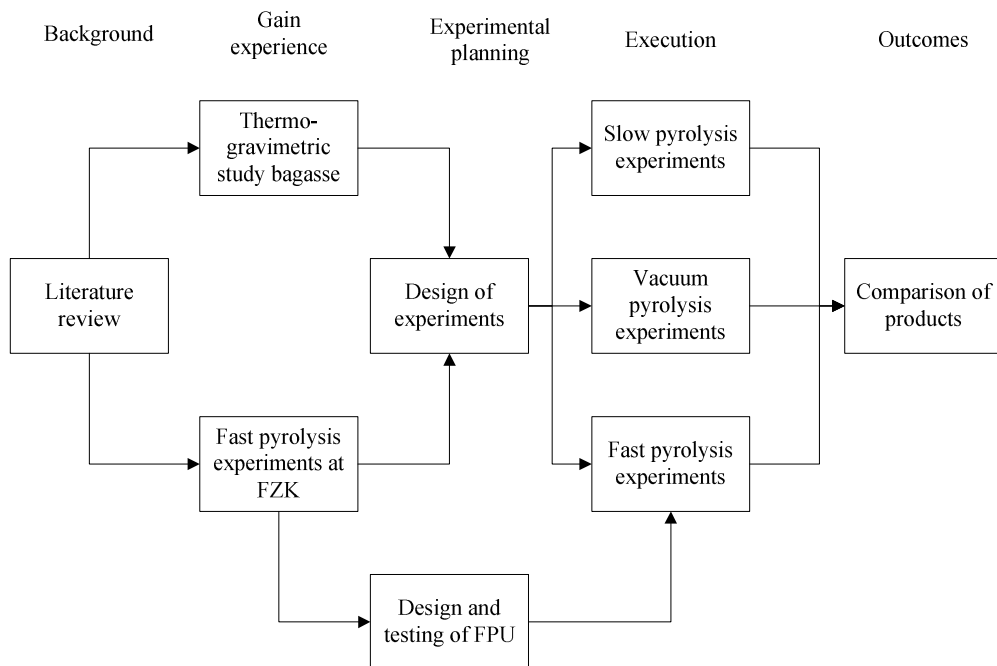 Background
Gain
experience
Experimental
planning
Execution
Outcomes
Thermo-
gravimetric
study bagasse
Slow pyrolysis
experiments
Literature
review
Design of
experiments
Vacuum
pyrolysis
experiments
Comparison of
products
Fast pyrolysis
experiments at
FZK
Fast pyrolysis
experiments
Design and
testing of FPU